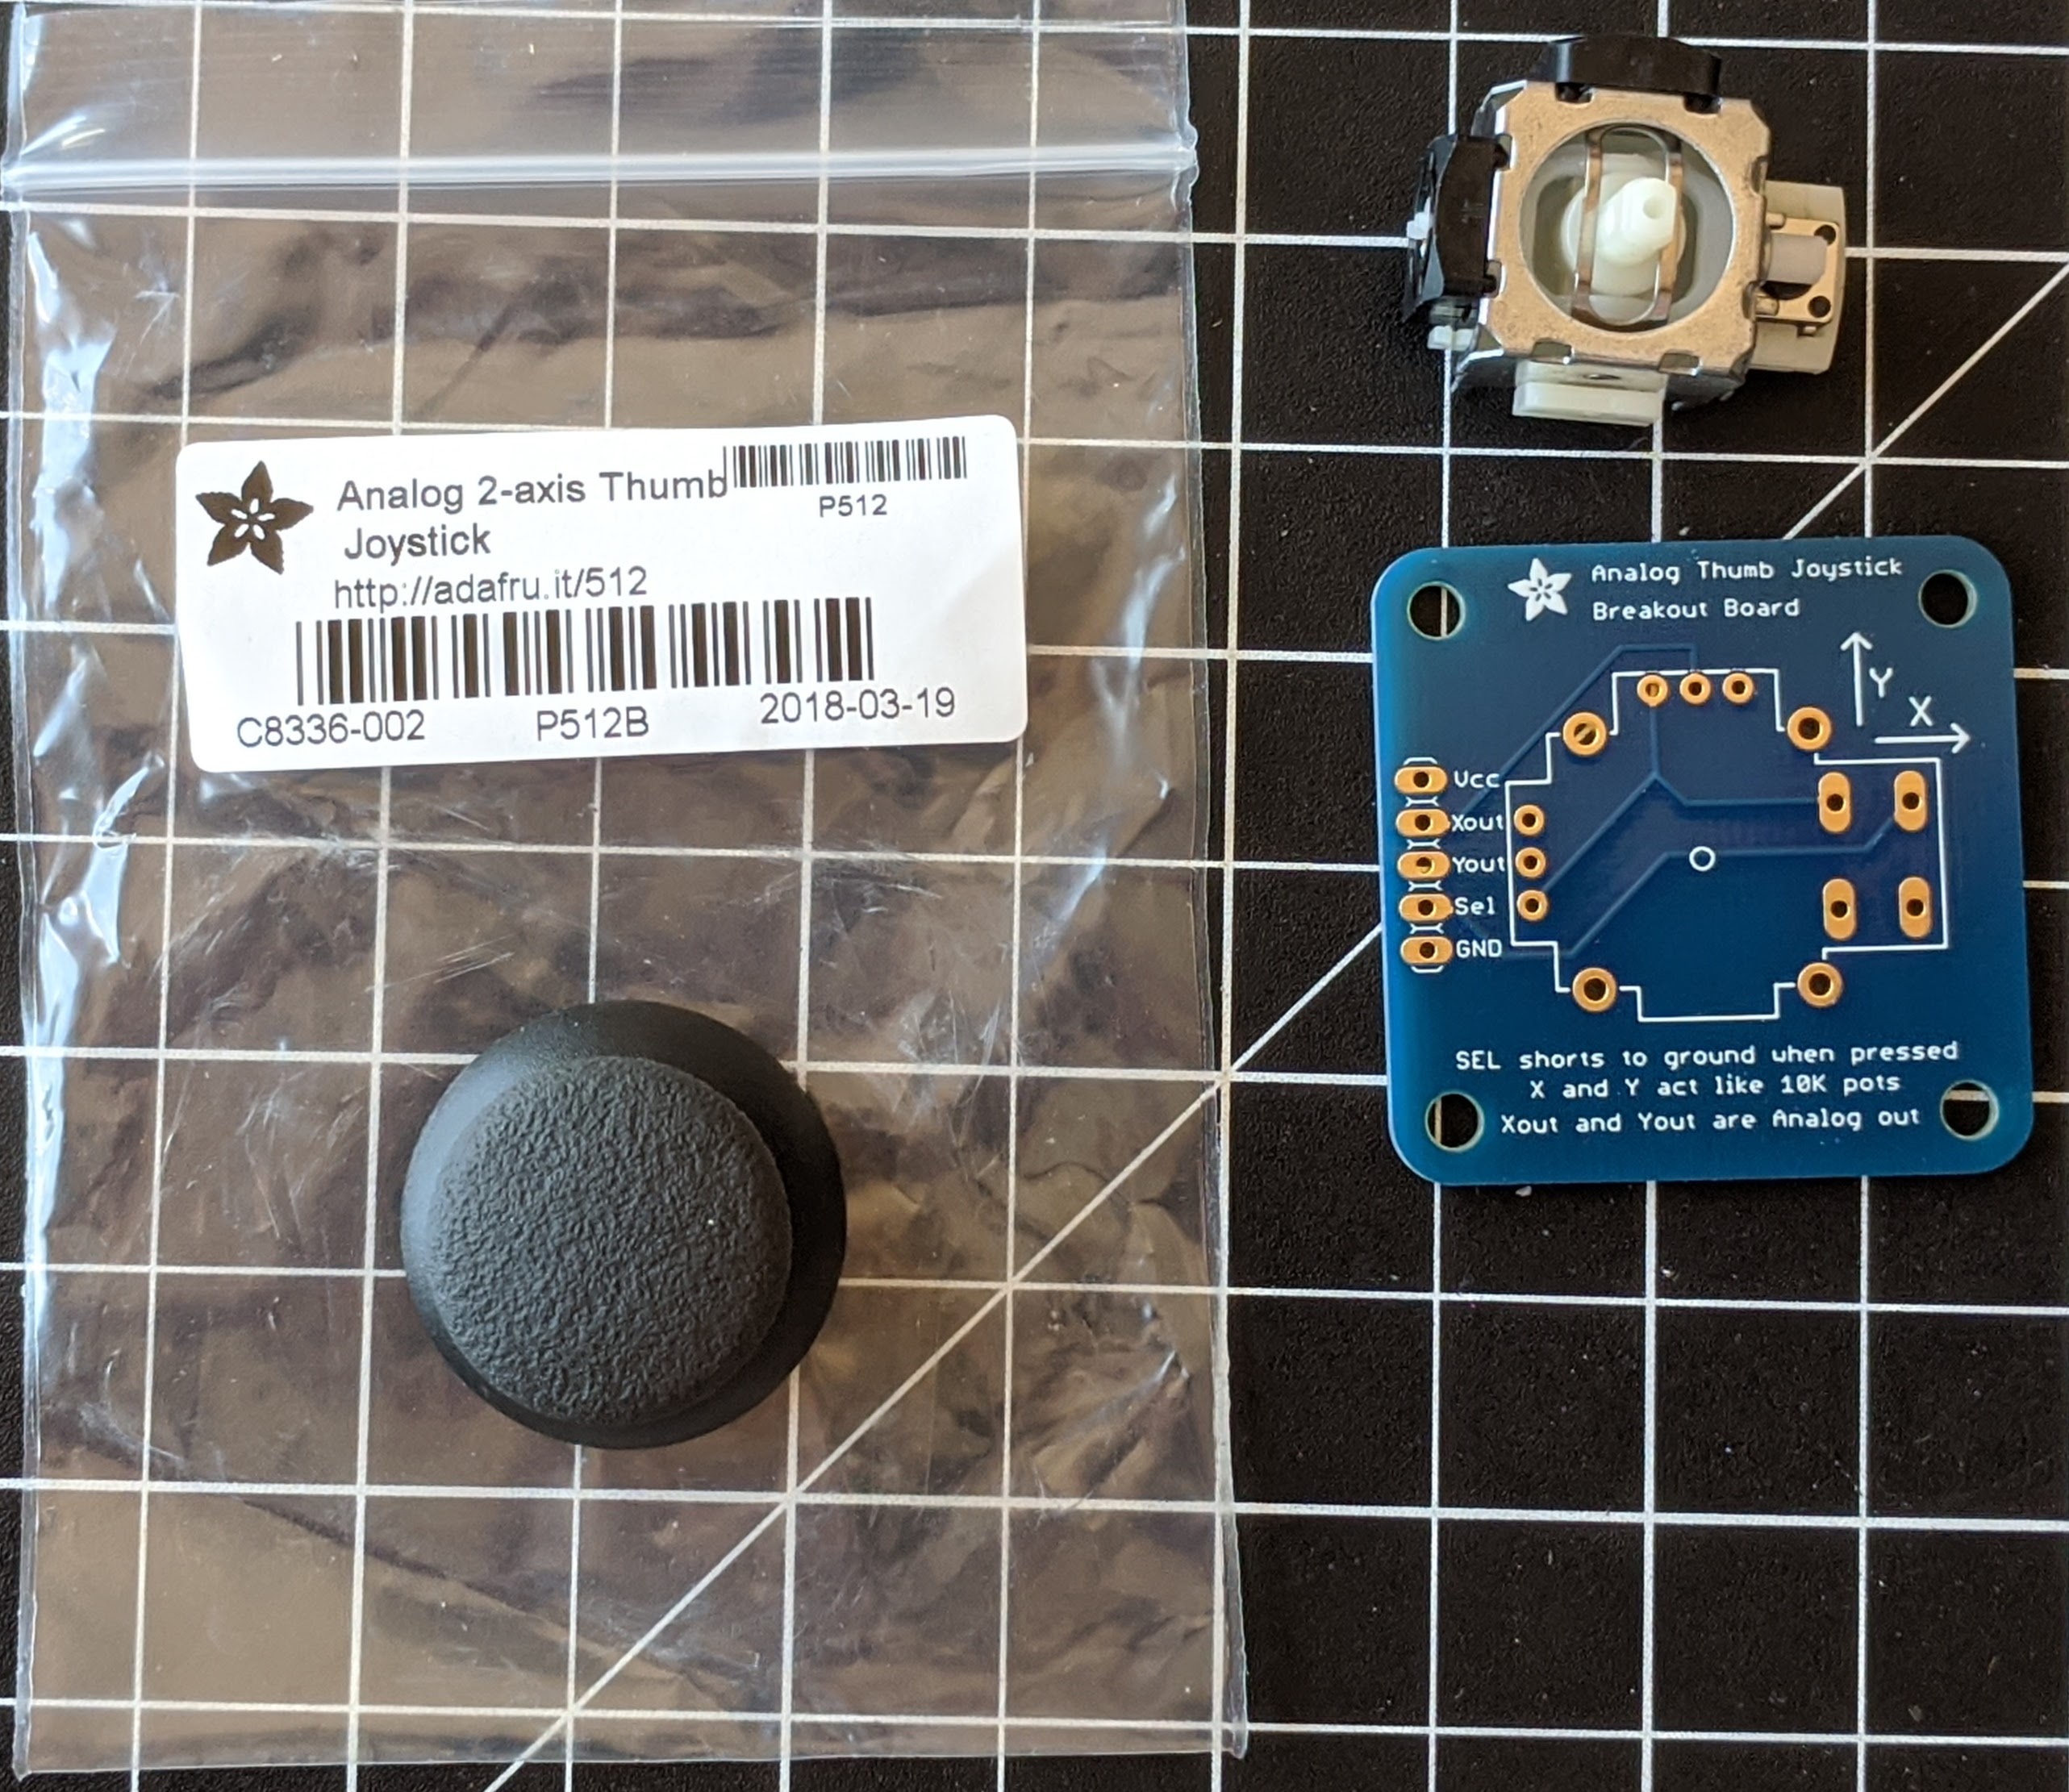 Analog 2-axis Thumb
Joystick
P512
http://adafru.it/512
C8336-002 P512B 2018-03-19
Analog Thumb Joystick
Breakout Board
Y
X
Vcc
Xout
Yout
Sel
GND
SEL shorts to ground when pressed
X and Y act like 10K pots
Xout and Yout are Analog out